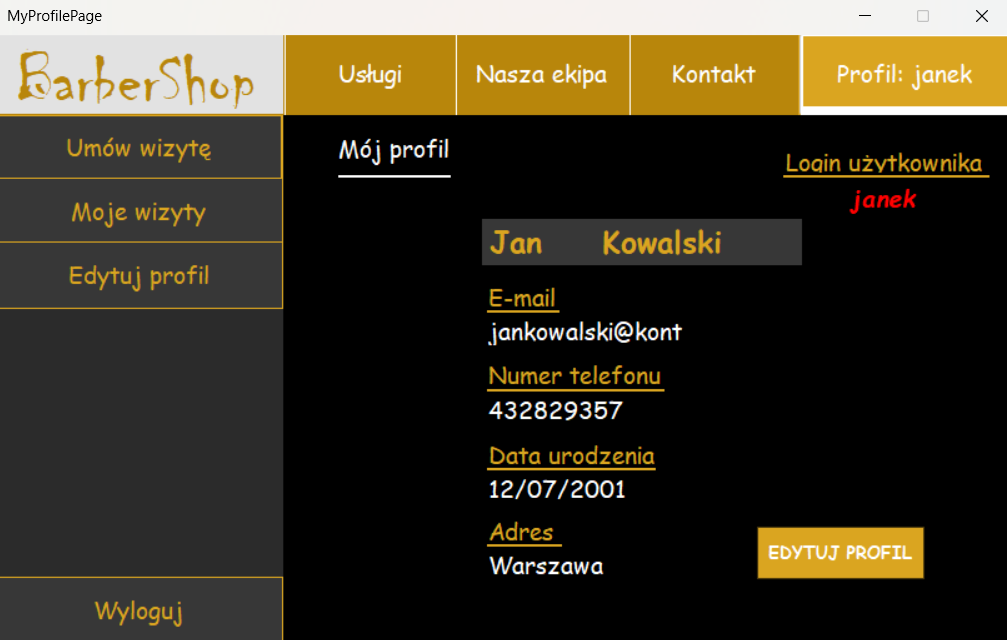 MyProfilePage
BarberShop
Usługi
Nasza ekipa
Kontakt
Profil: janek
Umów wizytę
Moje wizyty
Edytuj profil
Wyloguj
Mój profil
Login użytkownika
janek
Jan Kowalski
E-mail
jankowalski@kont
Numer telefonu
432829357
Data urodzenia
12/07/2001
Adres
Warszawa
EDYTUJ PROFIL